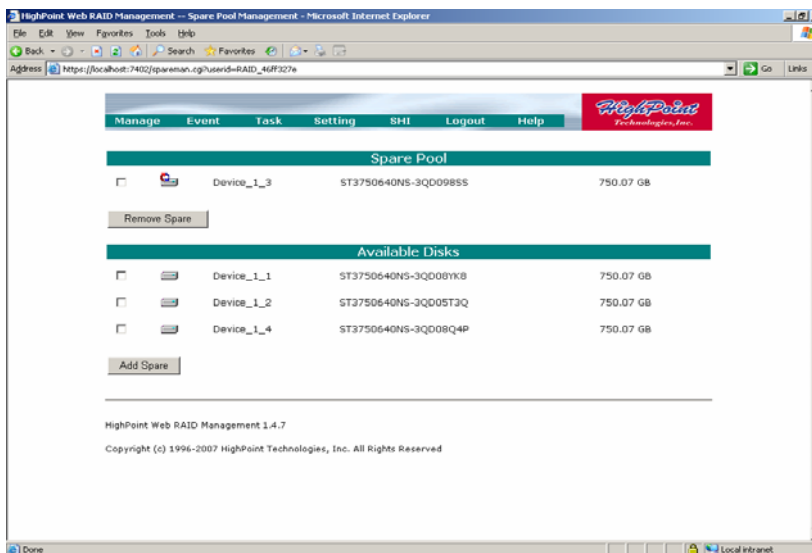 HighPoint Web RAID Management -- Spare Pool Management - Microsoft Internet Explorer
File Edit View Favorites Tools Help
Back Search Favorites
Address https://localhost:7402/spareman.cgi?userid=RAID_46ff327e Go Links
Manage Event Task Setting SHI Logout Help
HighPoint
Technologies, Inc.
Spare Pool
Device_1_3 ST3750640NS-3QD098SS 750.07 GB
Remove Spare
Available Disks
Device_1_1 ST3750640NS-3QD08YK8 750.07 GB
Device_1_2 ST3750640NS-3QD05T3Q 750.07 GB
Device_1_4 ST3750640NS-3QD08Q4P 750.07 GB
Add Spare
HighPoint Web RAID Management 1.4.7
Copyright (c) 1996-2007 HighPoint Technologies, Inc. All Rights Reserved
Done Local intranet